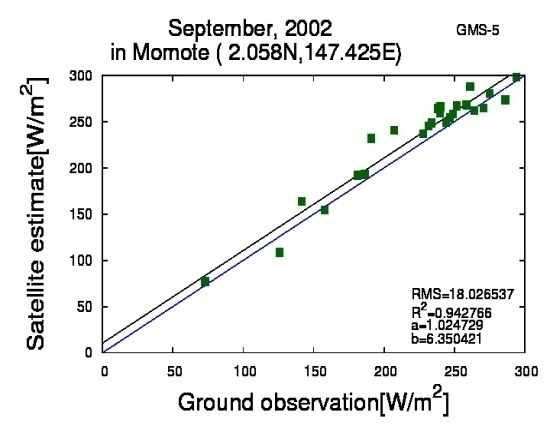 September, 2002
in Momote ( 2.058N,147.425E)
GMS-5
Satellite estimate[W/m²]
300
250
200
150
100
50
0
RMS=18.026537
R²=0.942766
a=1.024729
b=6.350421
0 50 100 150 200 250 300
Ground observation[W/m²]